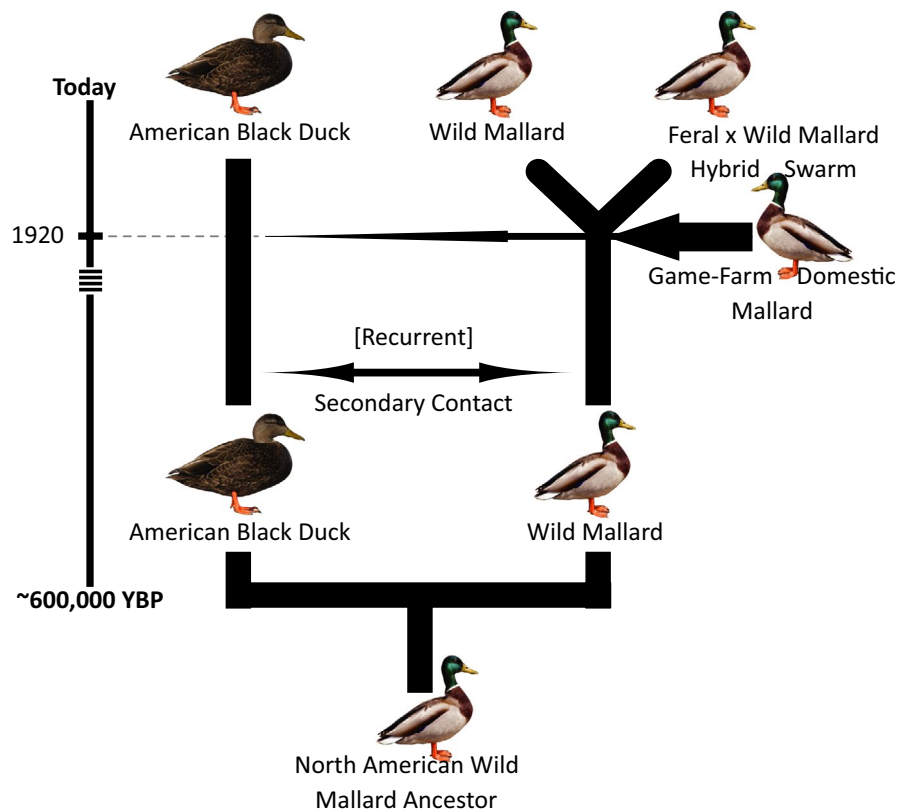 Today
American Black Duck
Wild Mallard
Feral x Wild Mallard
Hybrid Swarm
1920
Game-Farm Domestic
Mallard
[Recurrent]
Secondary Contact
American Black Duck
Wild Mallard
~600,000 YBP
North American Wild
Mallard Ancestor